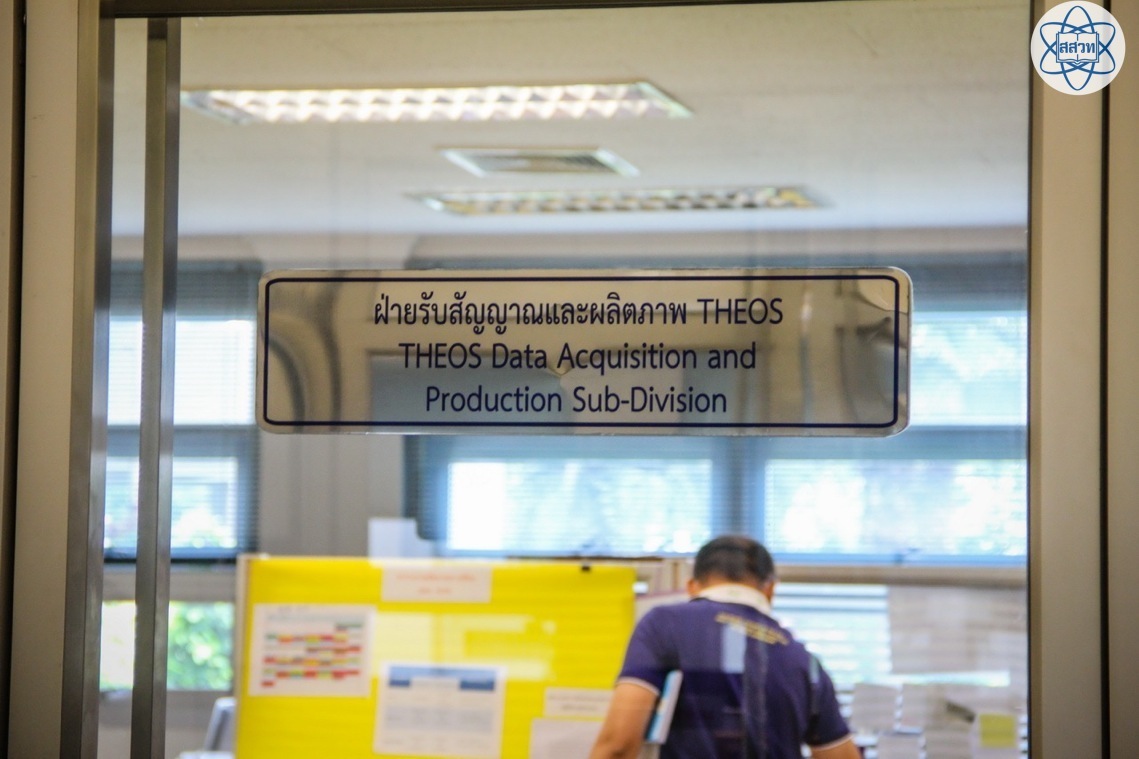 สสวท
ฝ่ายรับสัญญาณและผลิตภาพ THEOS
THEOS Data Acquisition and
Production Sub-Division